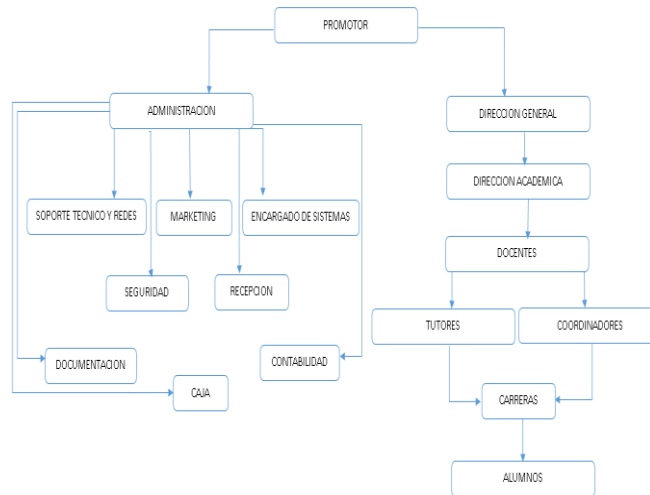 PROMOTOR
ADMINISTRACION
DIRECCION GENERAL
DIRECCION ACADEMICA
SOPORTE TECNICO Y REDES
MARKETING
ENCARGADO DE SISTEMAS
DOCENTES
SEGURIDAD
RECEPCION
TUTORES
COORDINADORES
DOCUMENTACION
CONTABILIDAD
CAJA
CARRERAS
ALUMNOS